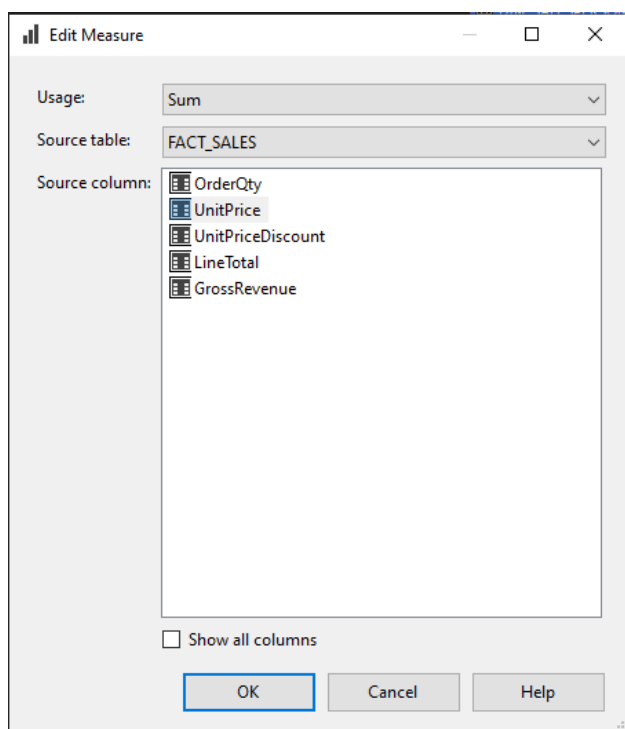 Edit Measure
Usage: Sum
Source table: FACT_SALES
Source column: OrderQty
UnitPrice
UnitPriceDiscount
LineTotal
GrossRevenue
Show all columns
OK Cancel Help